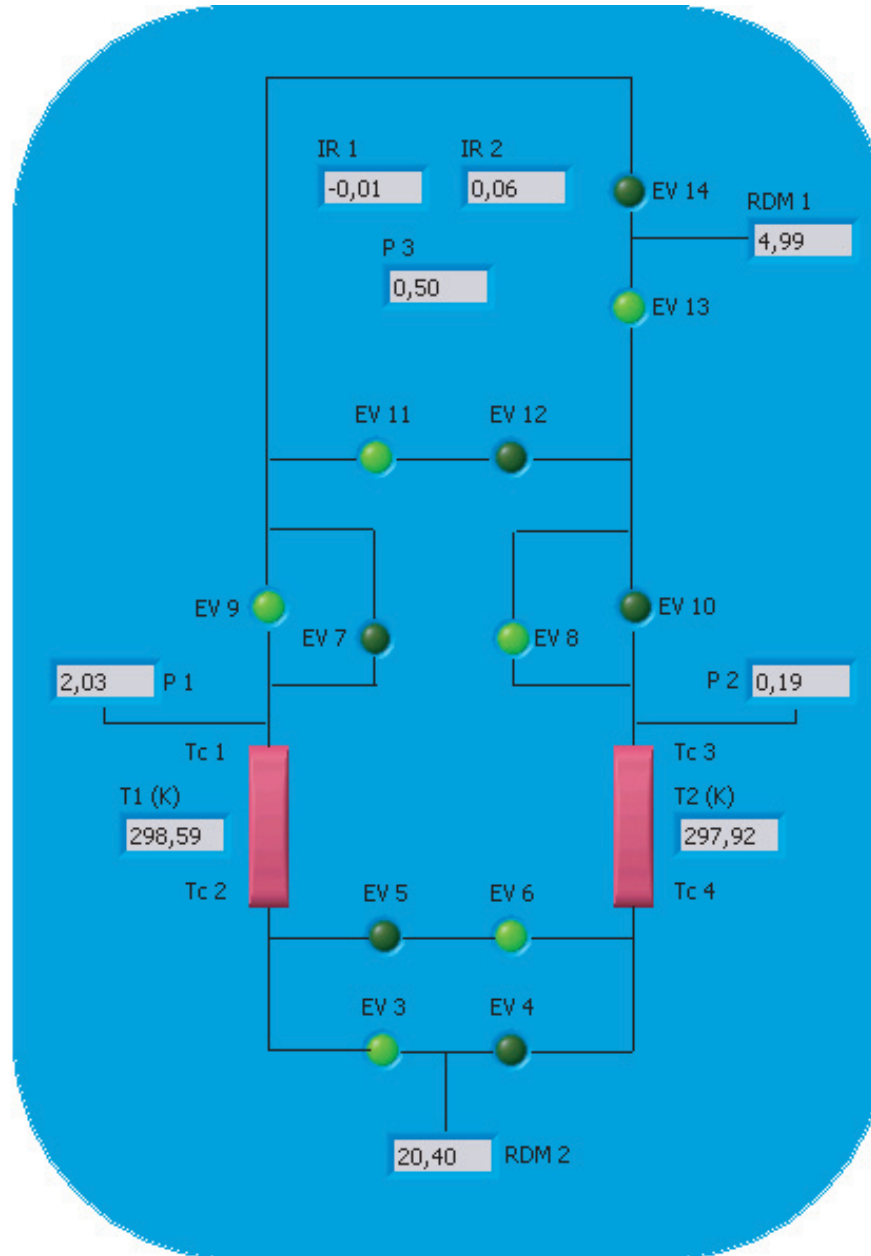 IR 1 IR 2
-0,01 0,06
EV 14
RDM 1
4,99
P 3
0,50
EV 13
EV 11 EV 12
EV 9 EV 10
EV 7 EV 8
2,03 P 1 P 2 0,19
Tc 1 Tc 3
T1 (K) T2 (K)
298,59 297,92
Tc 2 Tc 4
EV 5 EV 6
EV 3 EV 4
20,40 RDM 2